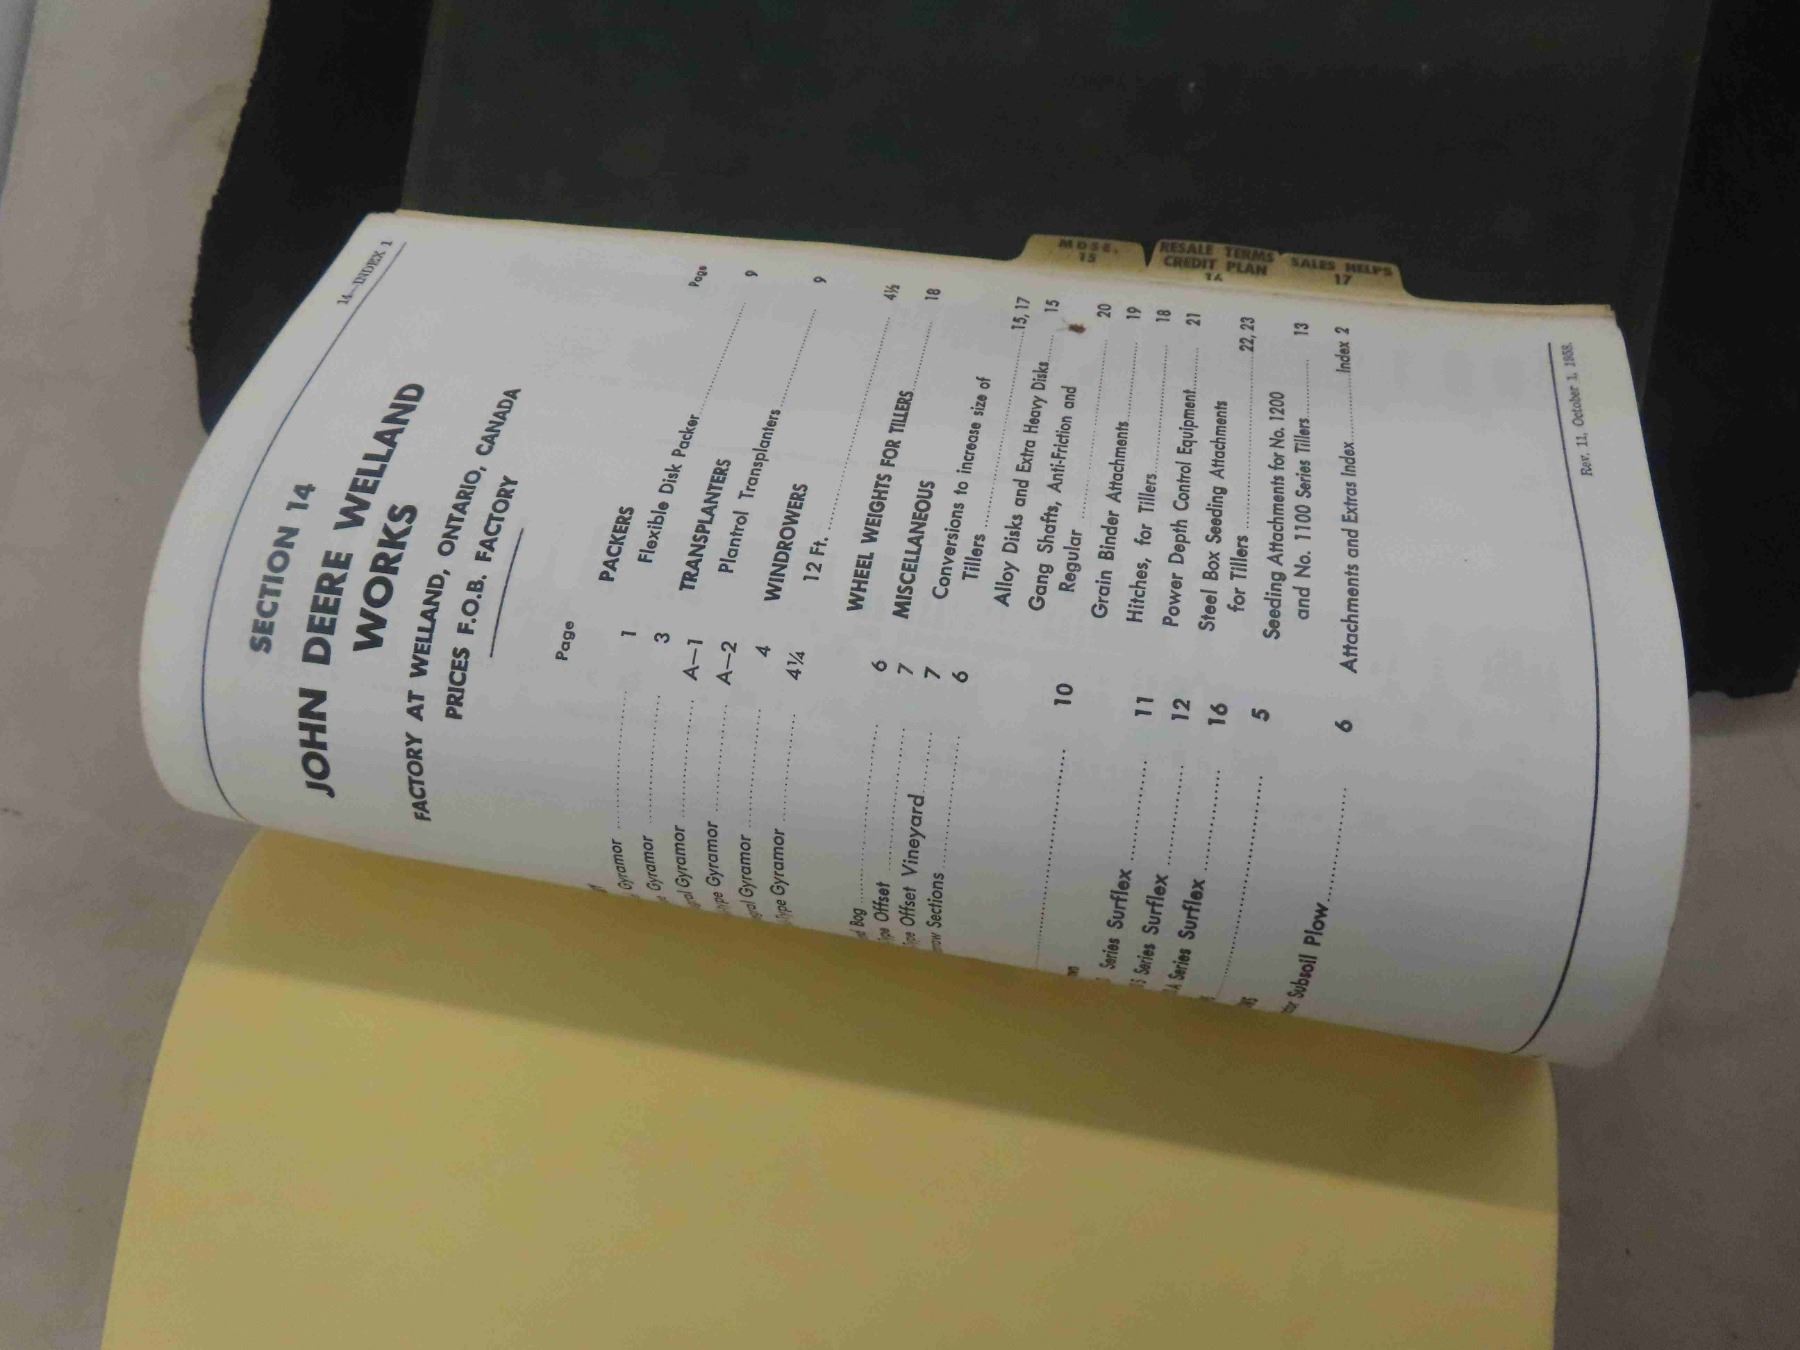 14—INDEX 1
SECTION 14
JOHN DEERE WELLAND
WORKS
FACTORY AT WELLAND, ONTARIO, CANADA
PRICES F.O.B. FACTORY
Page
Gyramor 1
Gyramor 3
Gyramor A—1
Gyramor A—2
Gyramor 4
Gyramor 4¼
Bog 6
Offset 7
Offset Vineyard 7
Sections 6
10
Series Surflex 11
Series Surflex 12
A Series Surflex 16
5
Subsoil Plow 6
Page
PACKERS
Flexible Disk Packer 9
TRANSPLANTERS
Plantrol Transplanters 9
WINDROWERS
12 Ft. 4½
WHEEL WEIGHTS FOR TILLERS 18
MISCELLANEOUS
Conversions to increase size of
Tillers 15, 17
Alloy Disks and Extra Heavy Disks 15
Gang Shafts, Anti-Friction and
Regular 20
Grain Binder Attachments 19
Hitches, for Tillers 18
Power Depth Control Equipment 21
Steel Box Seeding Attachments
for Tillers 22, 23
Seeding Attachments for No. 1200
and No. 1100 Series Tillers 13
Attachments and Extras Index Index 2
Rev. 11, October 1, 1958.
MDSE.
15
RESALE TERMS
CREDIT PLAN
16
SALES HELPS
17